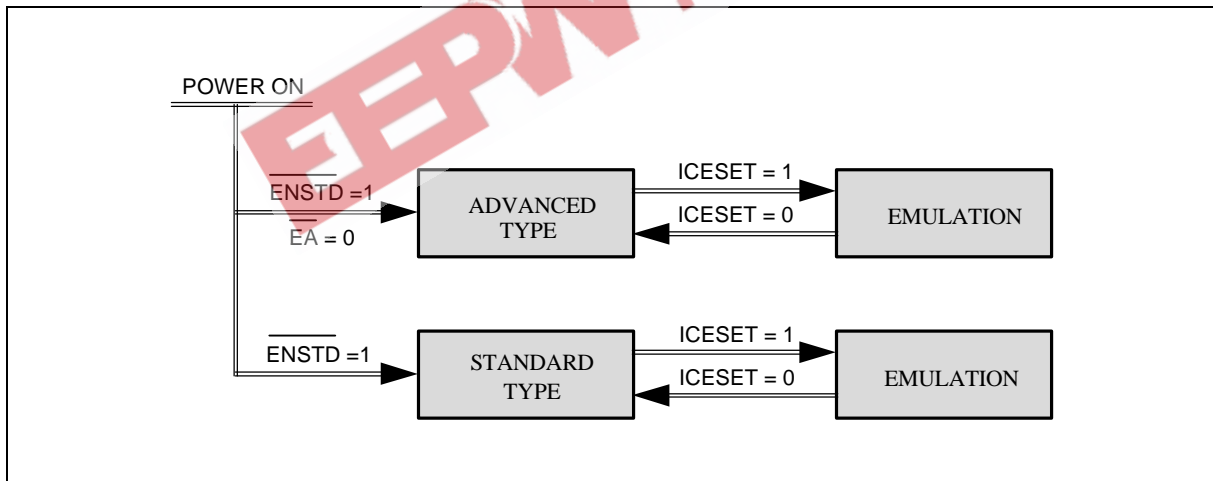 EEPW
POWER ON
ENSTD =1
EA = 0
ADVANCED
TYPE
ICESET = 1
ICESET = 0
EMULATION
ENSTD =1
STANDARD
TYPE
ICESET = 1
ICESET = 0
EMULATION